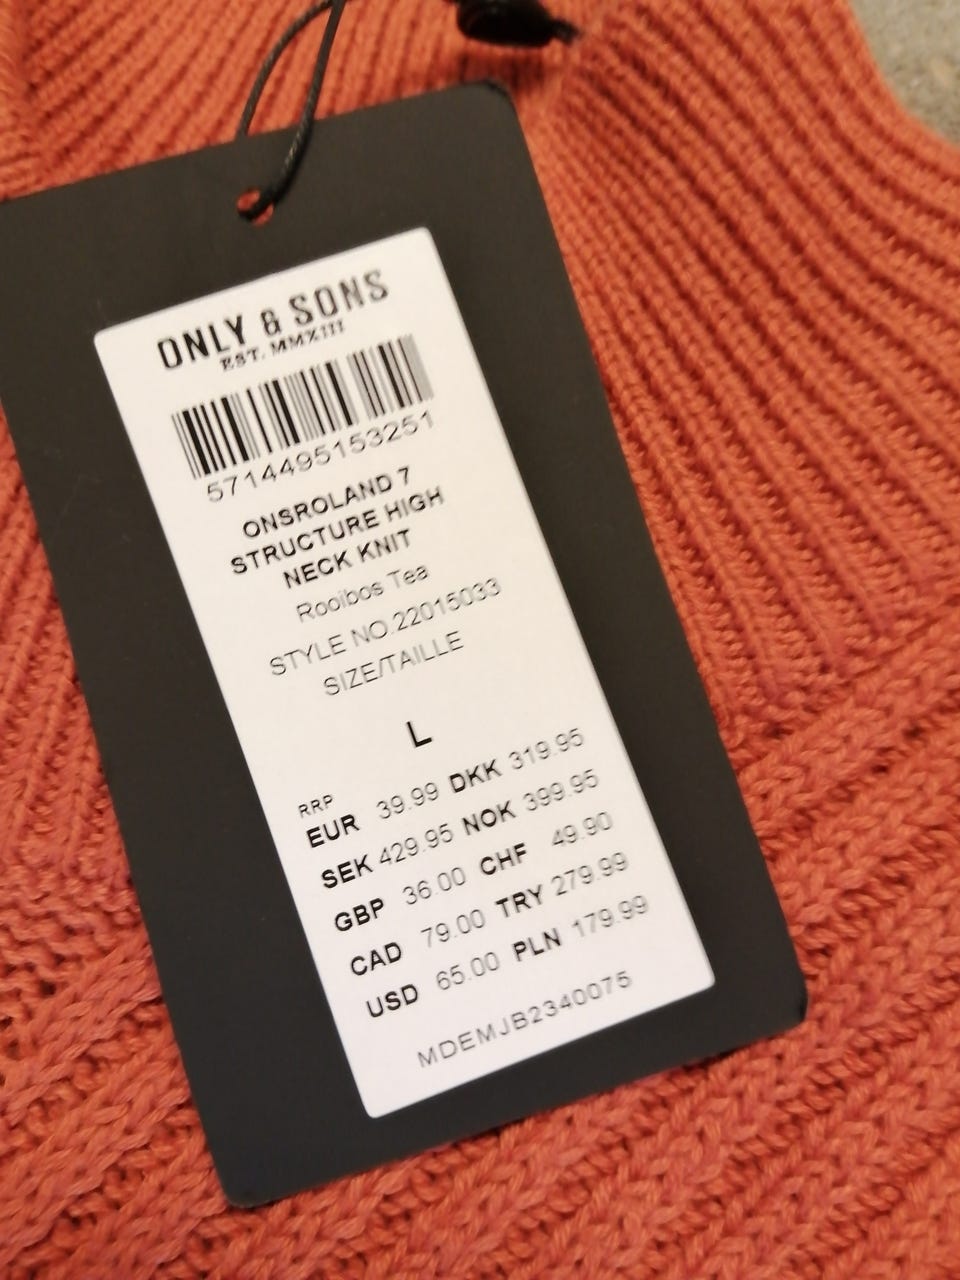 ONLY & SONS
EST. MMXIII
5714495153251
ONSROLAND 7
STRUCTURE HIGH
NECK KNIT
Rooibos Tea
STYLE NO.22015033
SIZE/TAILLE
L
RRP
EUR 39.99 DKK 319.95
SEK 429.95 NOK 399.95
GBP 36.00 CHF 49.90
CAD 79.00 TRY 279.99
USD 65.00 PLN 179.99
MDEMJB2340075